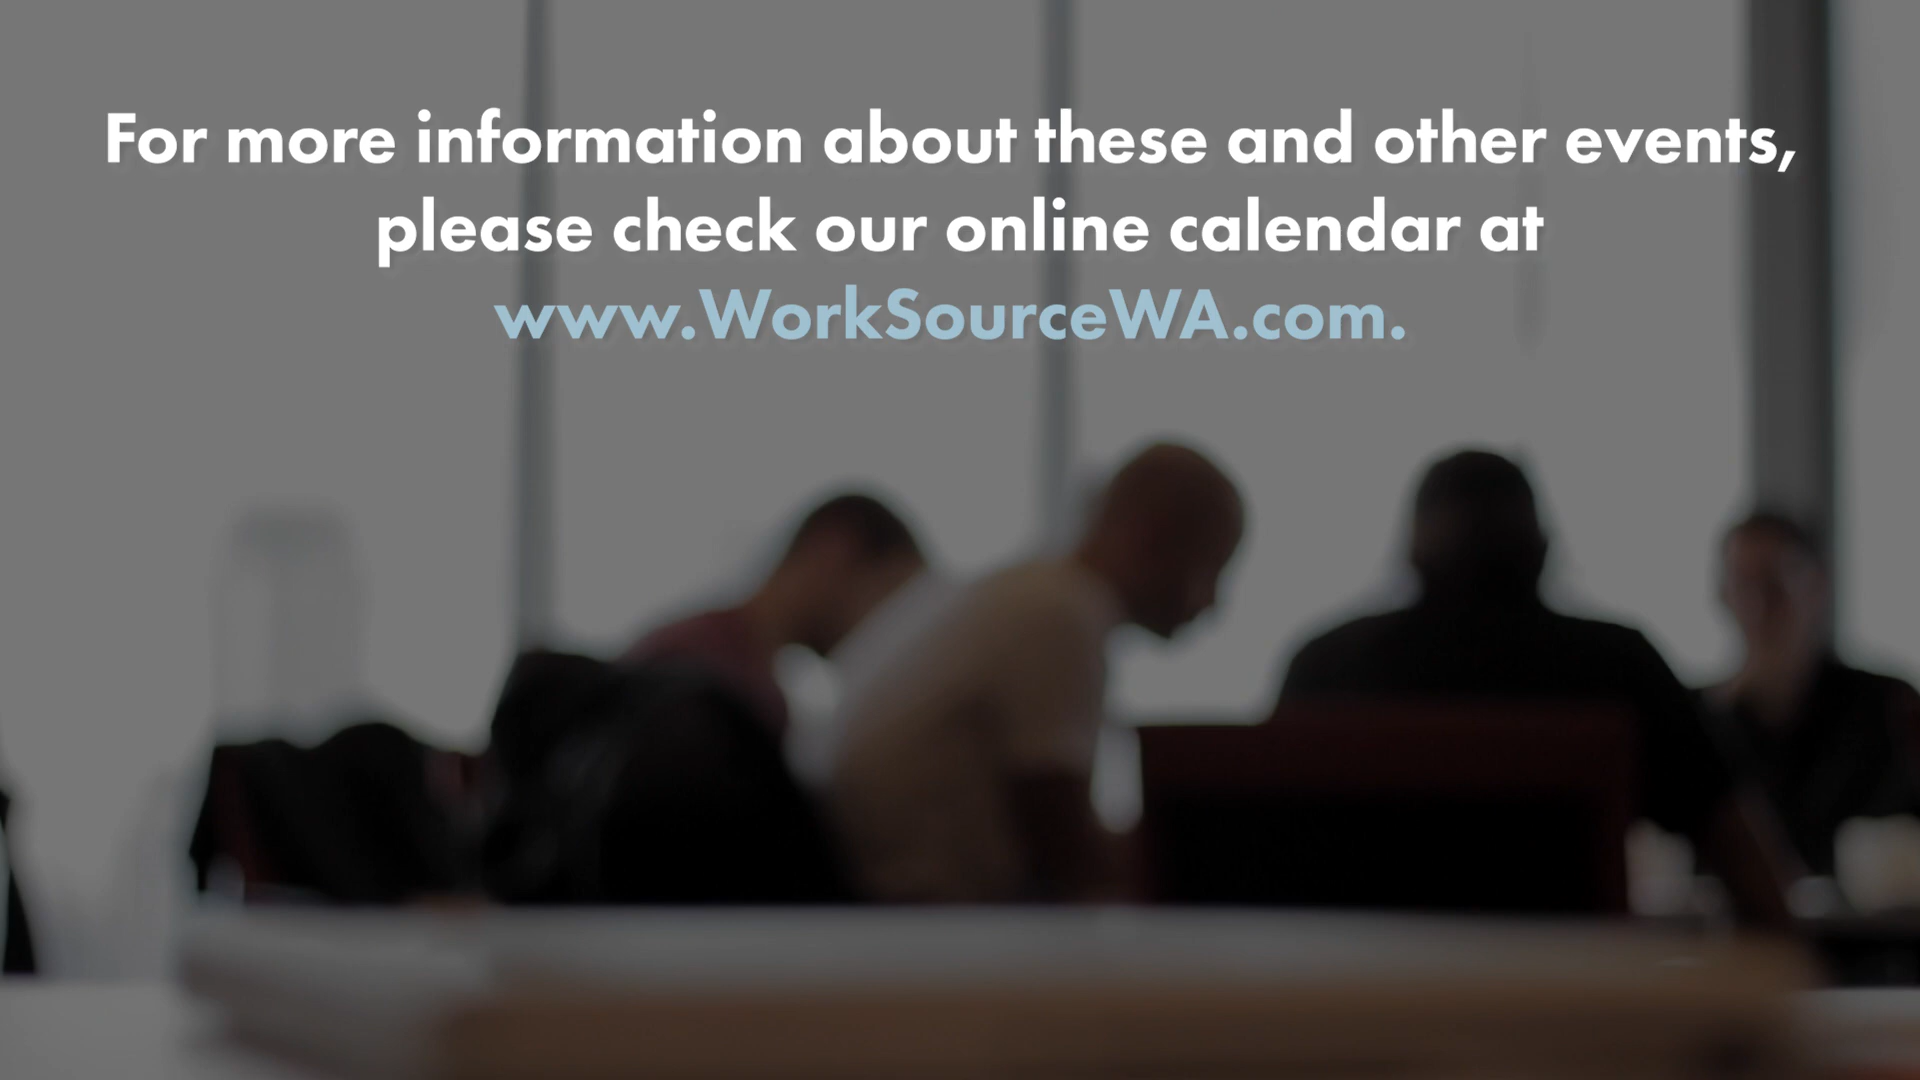 For more information about these and other events,
please check our online calendar at
www.WorkSourceWA.com.